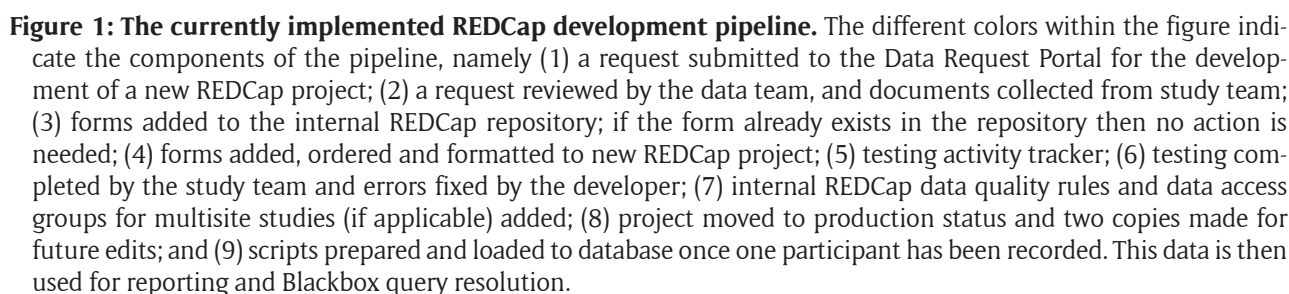 Figure 1: The currently implemented REDCap development pipeline. The different colors within the figure indi-
cate the components of the pipeline, namely (1) a request submitted to the Data Request Portal for the develop-
ment of a new REDCap project; (2) a request reviewed by the data team, and documents collected from study team;
(3) forms added to the internal REDCap repository; if the form already exists in the repository then no action is
needed; (4) forms added, ordered and formatted to new REDCap project; (5) testing activity tracker; (6) testing com-
pleted by the study team and errors fixed by the developer; (7) internal REDCap data quality rules and data access
groups for multisite studies (if applicable) added; (8) project moved to production status and two copies made for
future edits; and (9) scripts prepared and loaded to database once one participant has been recorded. This data is then
used for reporting and Blackbox query resolution.